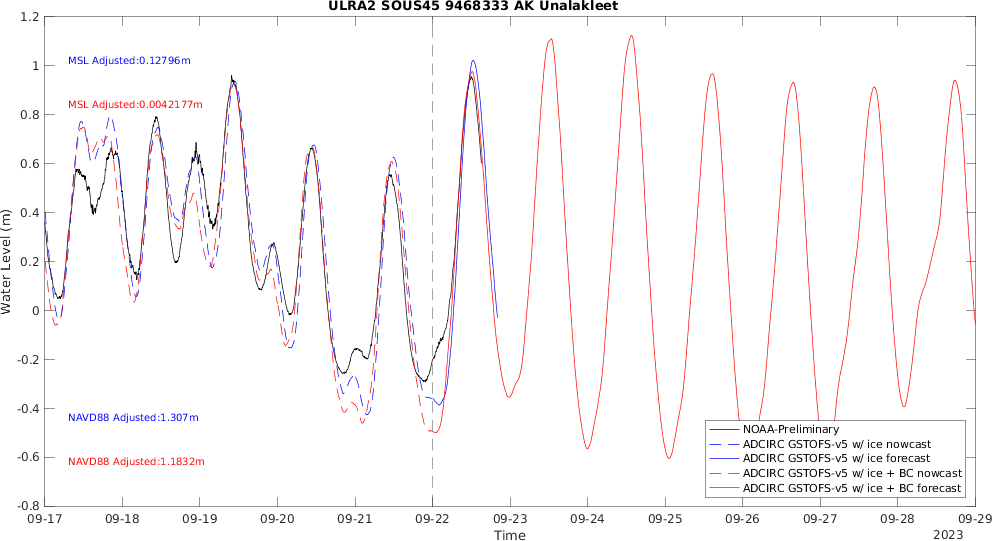 ULRA2 SOUS45 9468333 AK Unalakleet
1.2
1
0.8
0.6
0.4
0.2
0
-0.2
-0.4
-0.6
-0.8
Water Level (m)
MSL Adjusted:0.12796m
MSL Adjusted:0.0042177m
NAVD88 Adjusted:1.307m
NAVD88 Adjusted:1.1832m
NOAA-Preliminary
ADCIRC GSTOFS-v5 w/ ice nowcast
ADCIRC GSTOFS-v5 w/ ice forecast
ADCIRC GSTOFS-v5 w/ ice + BC nowcast
ADCIRC GSTOFS-v5 w/ ice + BC forecast
09-17 09-18 09-19 09-20 09-21 09-22 09-23 09-24 09-25 09-26 09-27 09-28 09-29
Time
2023